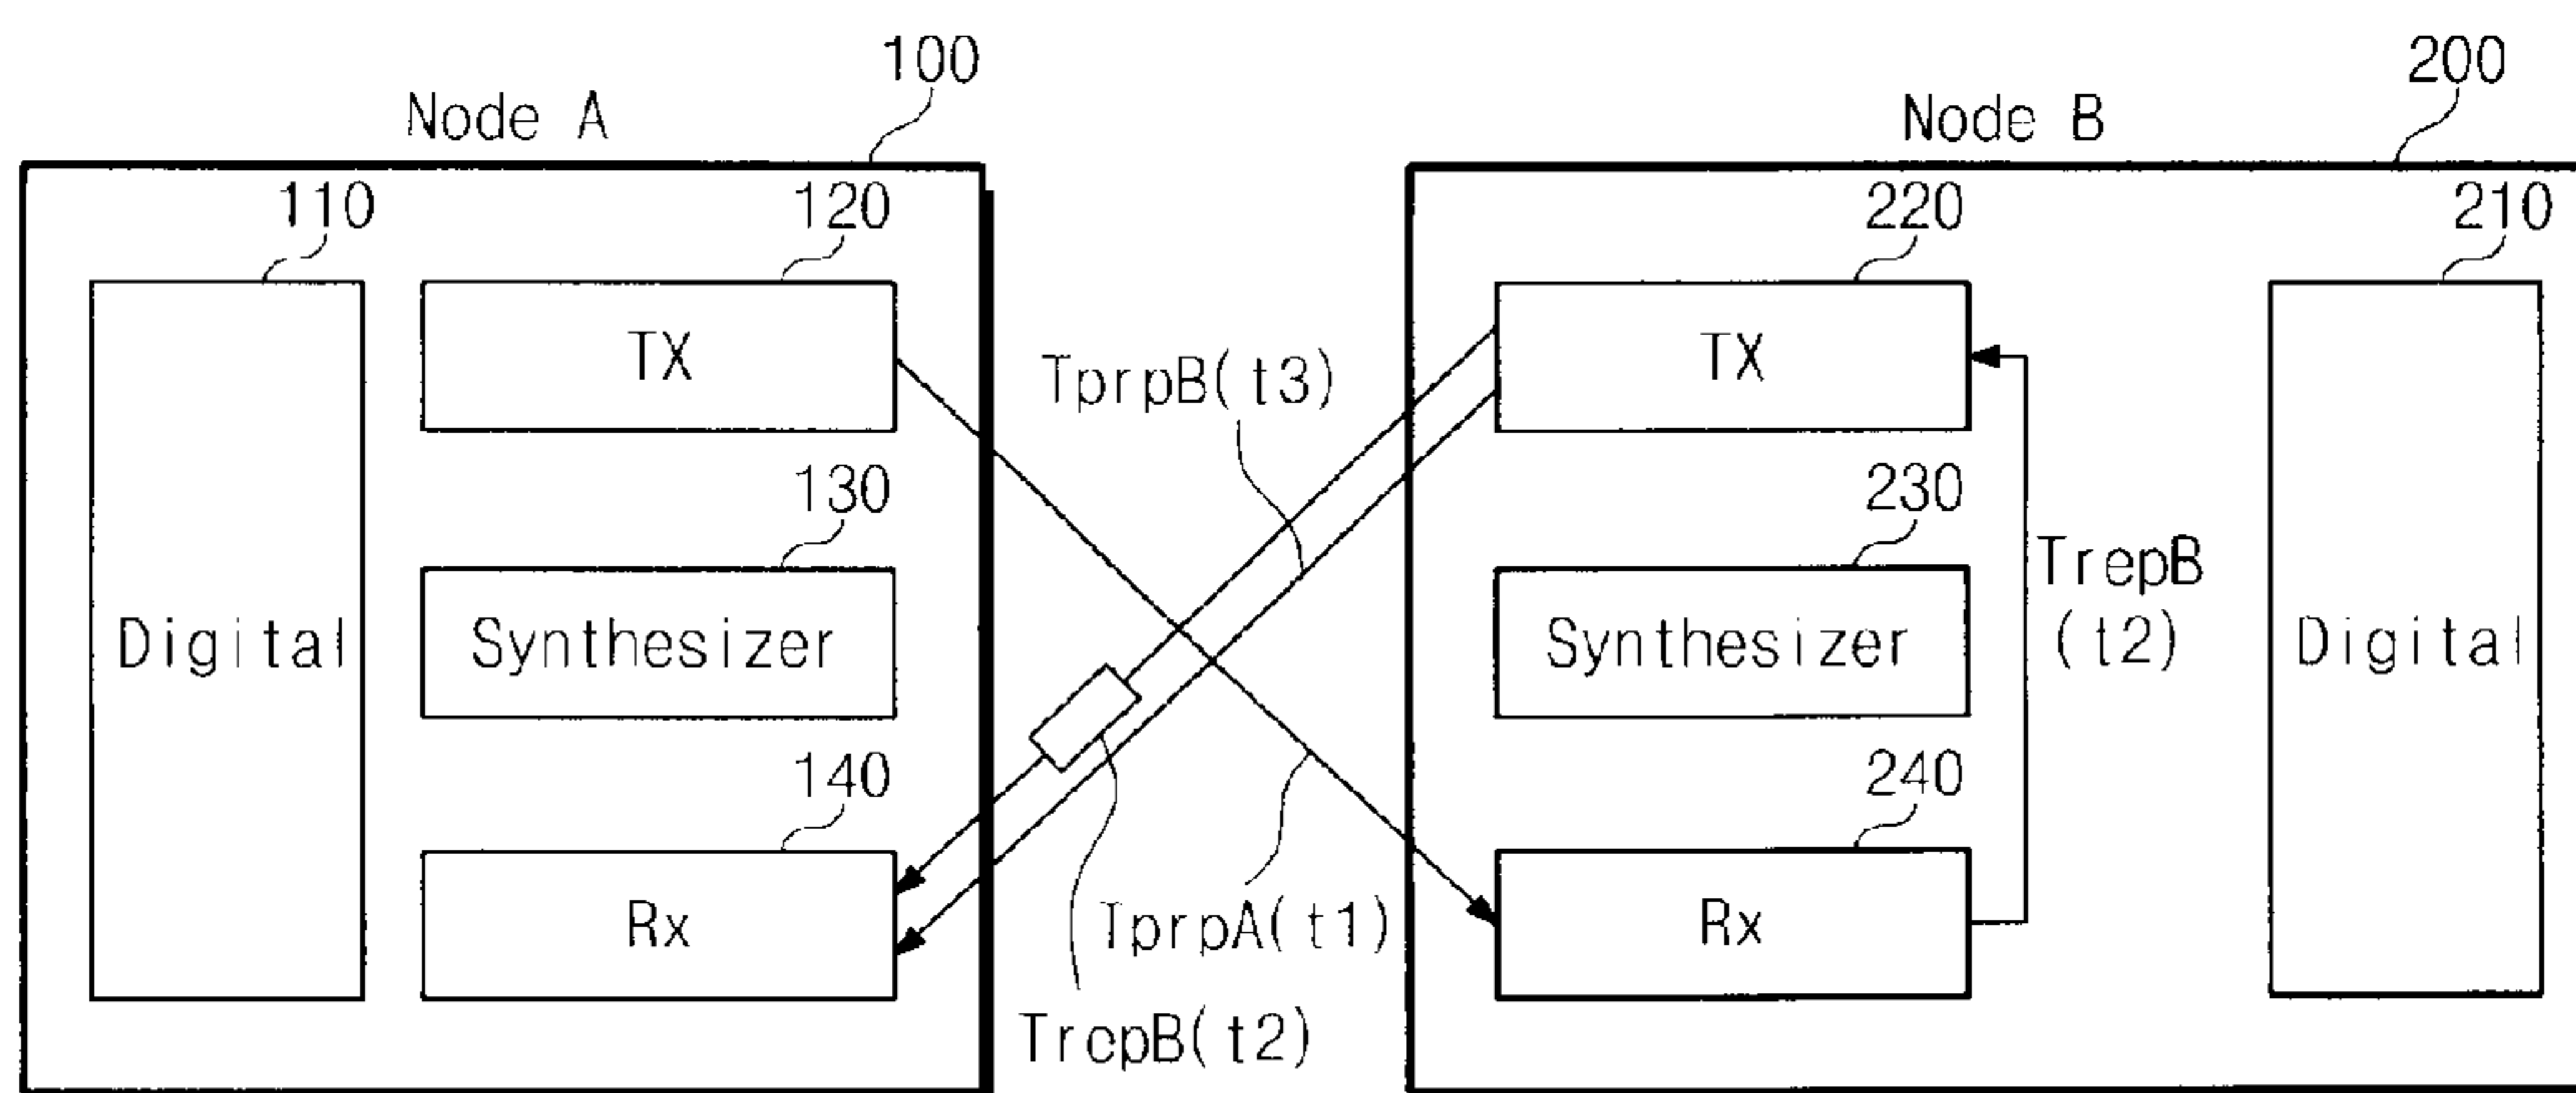 100
Node A
200
Node B
110
120
220
210
TX
TX
TprpB(t3)
130
230
Digital
Synthesizer
Synthesizer
TrepB
(t2)
Digital
140
240
Rx
Rx
TprpA(t1)
TrepB(t2)